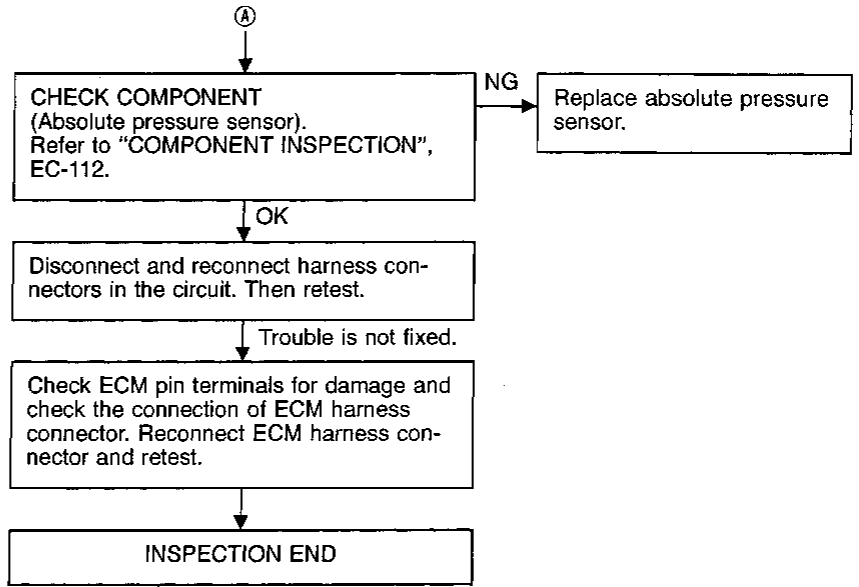 Ⓐ
CHECK COMPONENT
(Absolute pressure sensor).
Refer to “COMPONENT INSPECTION”,
EC-112.
NG
Replace absolute pressure
sensor.
OK
Disconnect and reconnect harness con-
nectors in the circuit. Then retest.
Trouble is not fixed.
Check ECM pin terminals for damage and
check the connection of ECM harness
connector. Reconnect ECM harness con-
nector and retest.
INSPECTION END